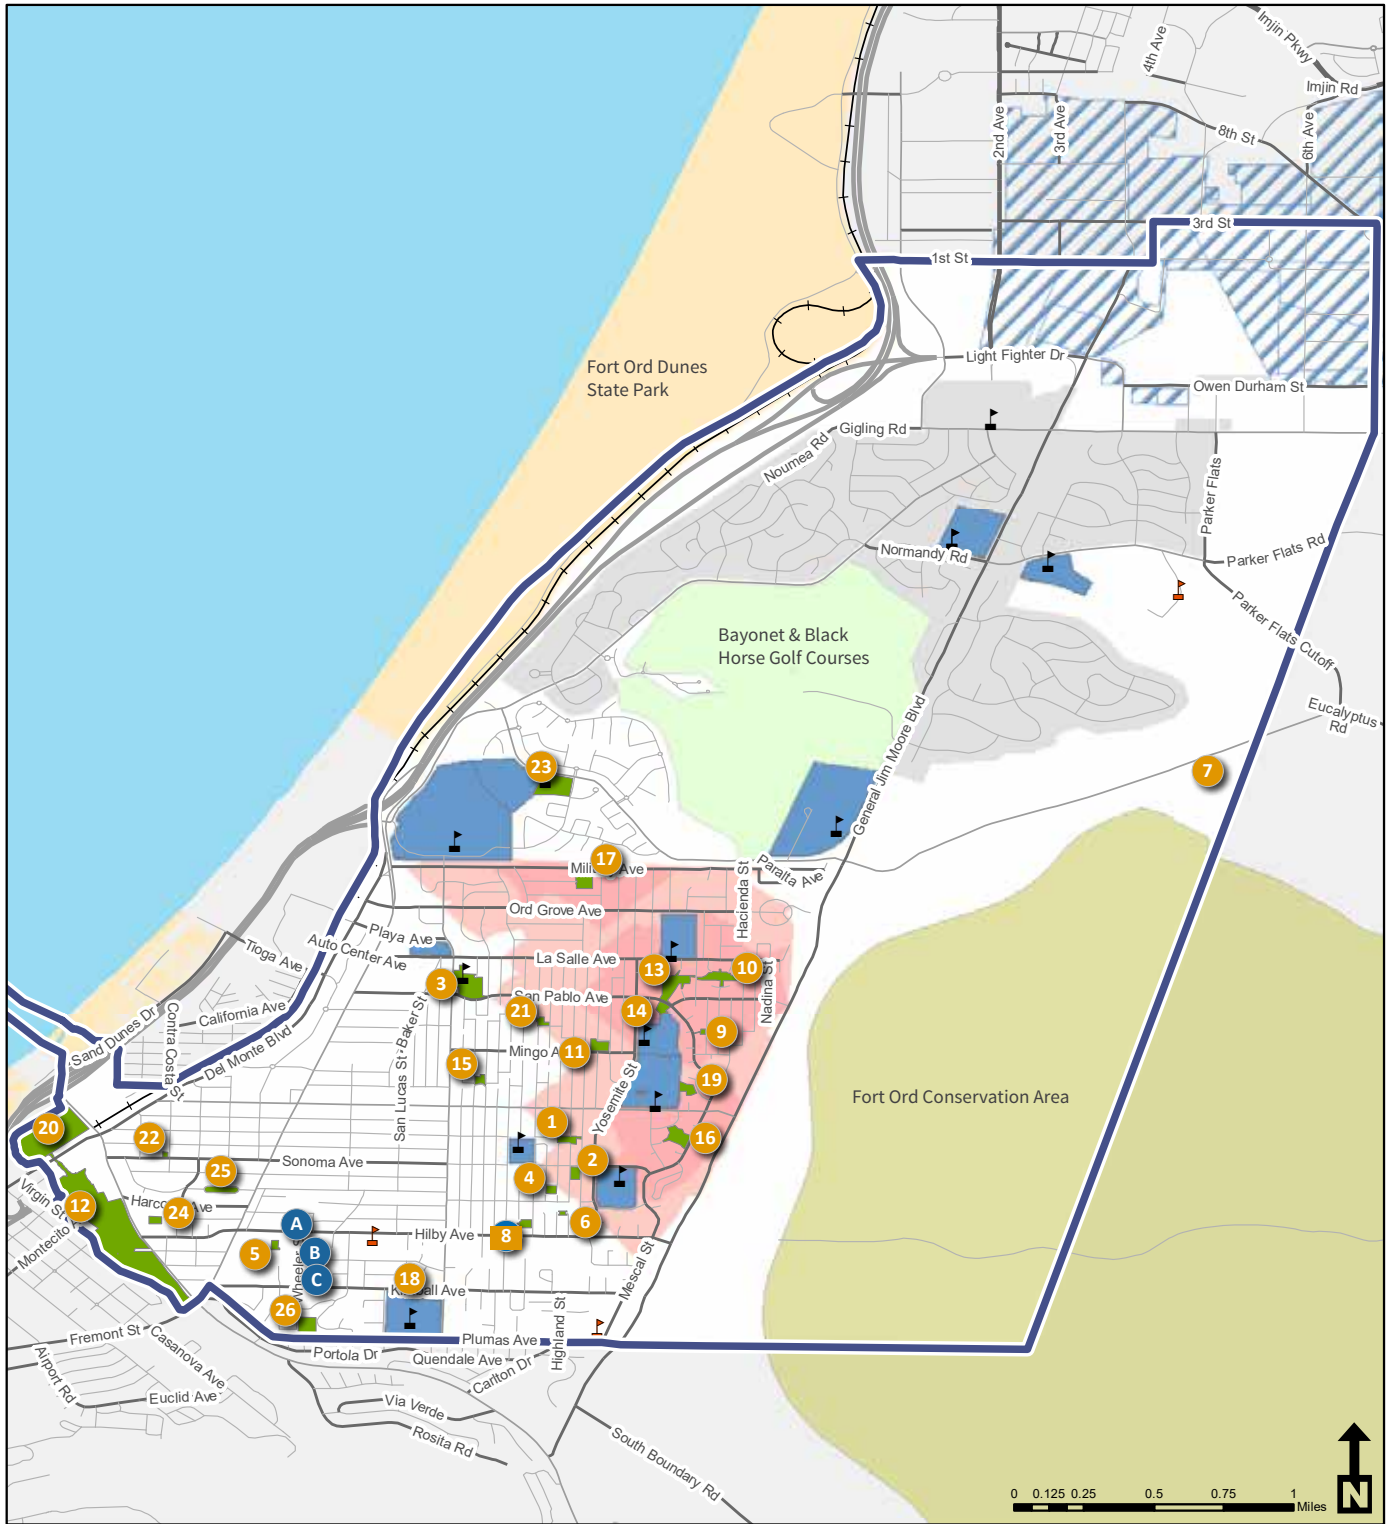 Imjin Pkwy
4th Ave
Imjin Rd
2nd Ave
3rd Ave
8th St
6th Ave
3rd St
1st St
Light Fighter Dr
Fort Ord Dunes
State Park
Owen Durham St
Gigling Rd
Noumea Rd
Parker Flats
Normandy Rd
Parker Flats Rd
Parker Flats Cutoff
Bayonet & Black
Horse Golf Courses
Eucalyptus
Rd
General Jim Moore Blvd
7
23
17
Ave
Paralta Ave
Hacienda St
Ord Grove Ave
Playa Ave
Auto Center Ave
Tioga Ave
La Salle Ave
13
10
3
San Pablo Ave
Nadina St
21
14
9
Sand Dunes Dr
California Ave
Contra Costa St
Del Monte Blvd
San Lucas St
Baker St
Mingo
11
15
19
Yosemite St
Fort Ord Conservation Area
20
22
1
16
Sonoma Ave
2
25
4
Virgin St
12
Ave
24
Montecito
A
Hilby Ave
8
6
5
B
Wheeler
C
18
Ave
Mescal St
26
Highland St
Plumas Ave
Fremont St
Casanova Ave
Portola Dr
Quendale Ave
Carlton Dr
Airport Rd
Euclid Ave
Via Verde
Rosita Rd
South Boundary Rd
0 0.125 0.25 0.5 0.75 1
Miles
N